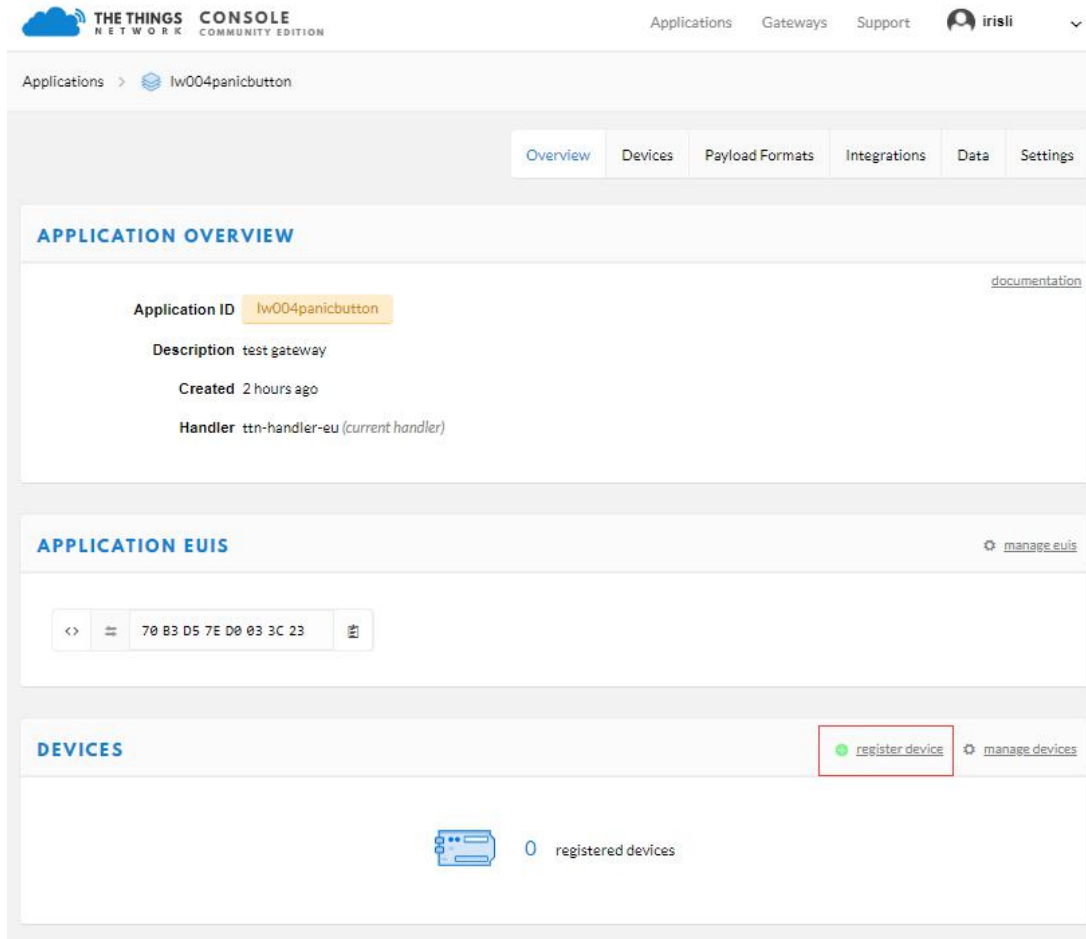 THE THINGS NETWORK CONSOLE COMMUNITY EDITION
Applications Gateways Support irisli
Applications > lw004panicbutton
Overview Devices Payload Formats Integrations Data Settings
APPLICATION OVERVIEW
documentation
Application ID lw004panicbutton
Description test gateway
Created 2 hours ago
Handler ttn-handler-eu (current handler)
APPLICATION EUIS
manage euis
<> 70 B3 D5 7E D0 03 3C 23
DEVICES
register device manage devices
0 registered devices